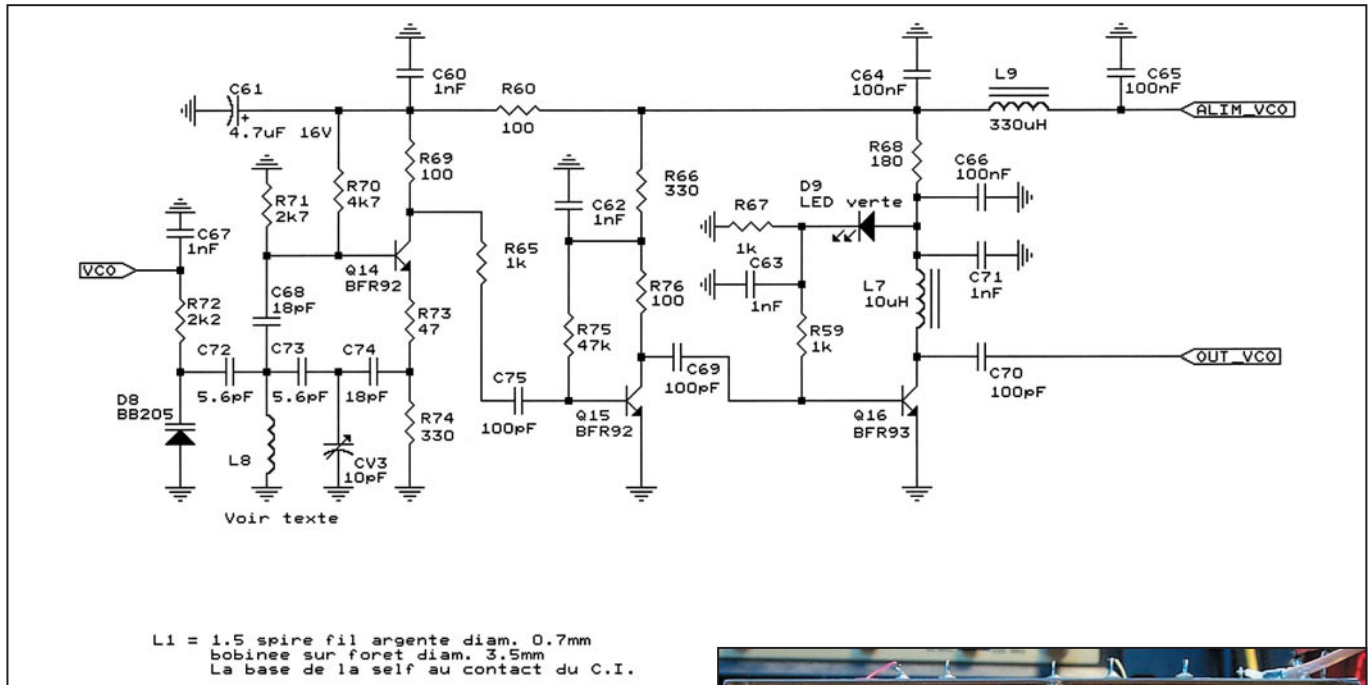 C60
1nF
C61
4.7uF 16V
+
R60
100
C64
100nF
L9
330uH
C65
100nF
ALIM_VCO
R69
100
R70
4k7
R71
2k7
C67
1nF
VCO
R72
2k2
C68
18pF
Q14
BFR92
R73
47
C72
5.6pF
C73
5.6pF
C74
18pF
D8
BB205
L8
CV3
10pF
R74
330
Voir texte
R65
1k
C75
100pF
C62
1nF
R66
330
R75
47k
R76
100
Q15
BFR92
C69
100pF
R67
1k
C63
1nF
R59
1k
D9
LED verte
R68
180
C66
100nF
C71
1nF
L7
10uH
C70
100pF
OUT_VCO
Q16
BFR93
L1 = 1.5 spire fil argente diam. 0.7mm
bobinee sur foret diam. 3.5mm
La base de la self au contact du C.I.